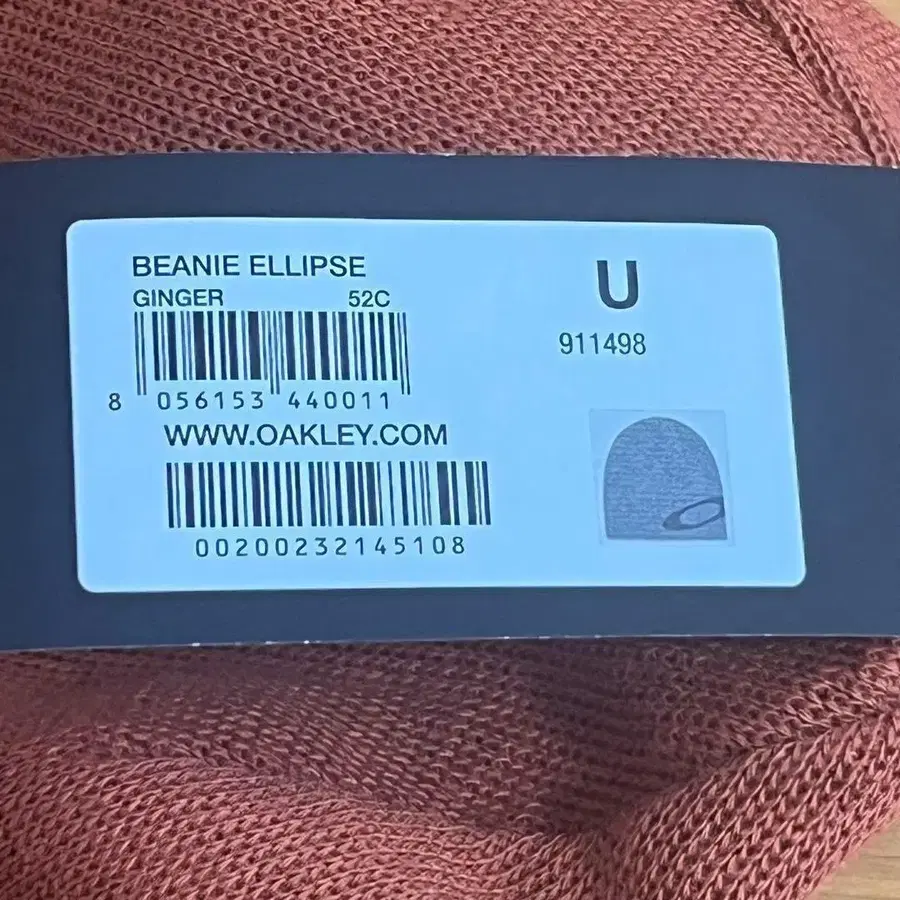 BEANIE ELLIPSE
GINGER 52C
8 056153 440011
WWW.OAKLEY.COM
00200232145108
U
911498